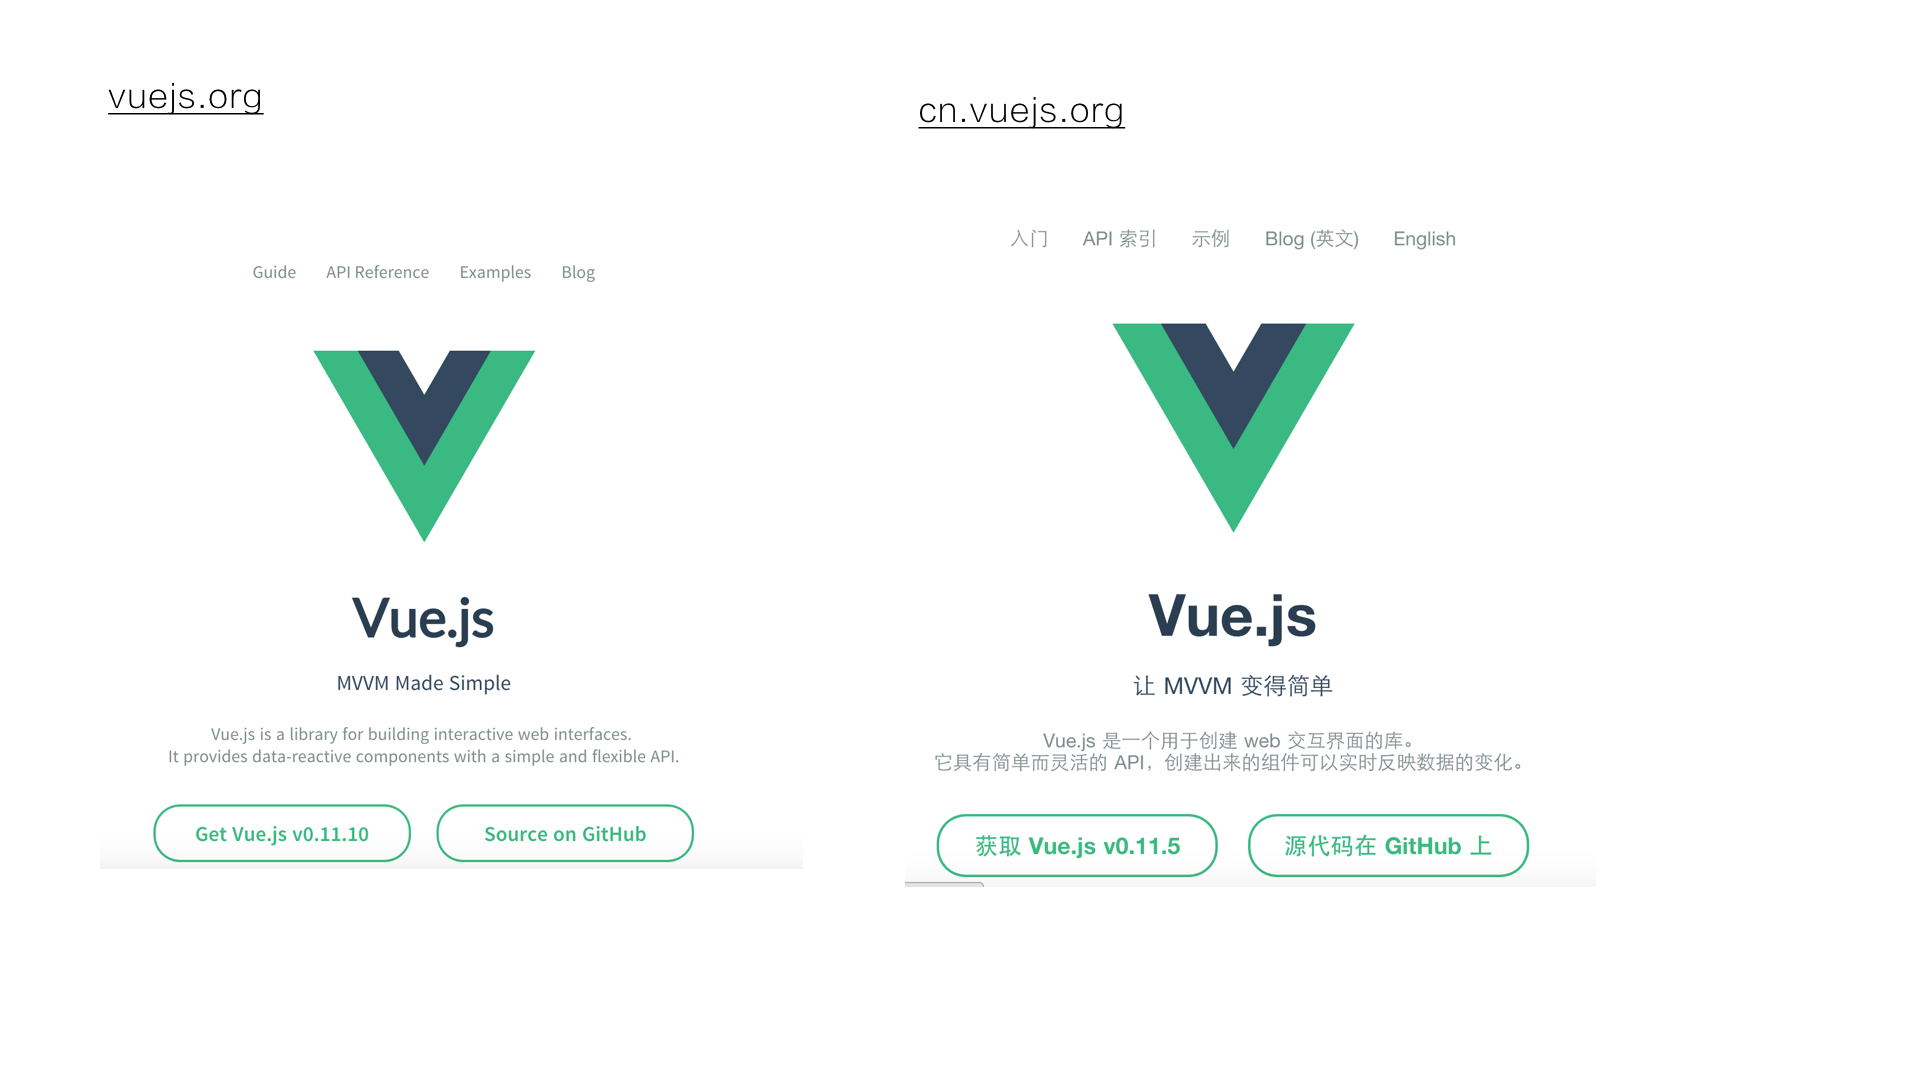 vuejs.org
Guide API Reference Examples Blog
Vue.js
MVVM Made Simple
Vue.js is a library for building interactive web interfaces.
It provides data-reactive components with a simple and flexible API.
Get Vue.js v0.11.10 Source on GitHub
cn.vuejs.org
入门 API 索引 示例 Blog (英文) English
Vue.js
让 MVVM 变得简单
Vue.js 是一个用于创建 web 交互界面的库。
它具有简单而灵活的 API，创建出来的组件可以实时反映数据的变化。
获取 Vue.js v0.11.5 源代码在 GitHub 上